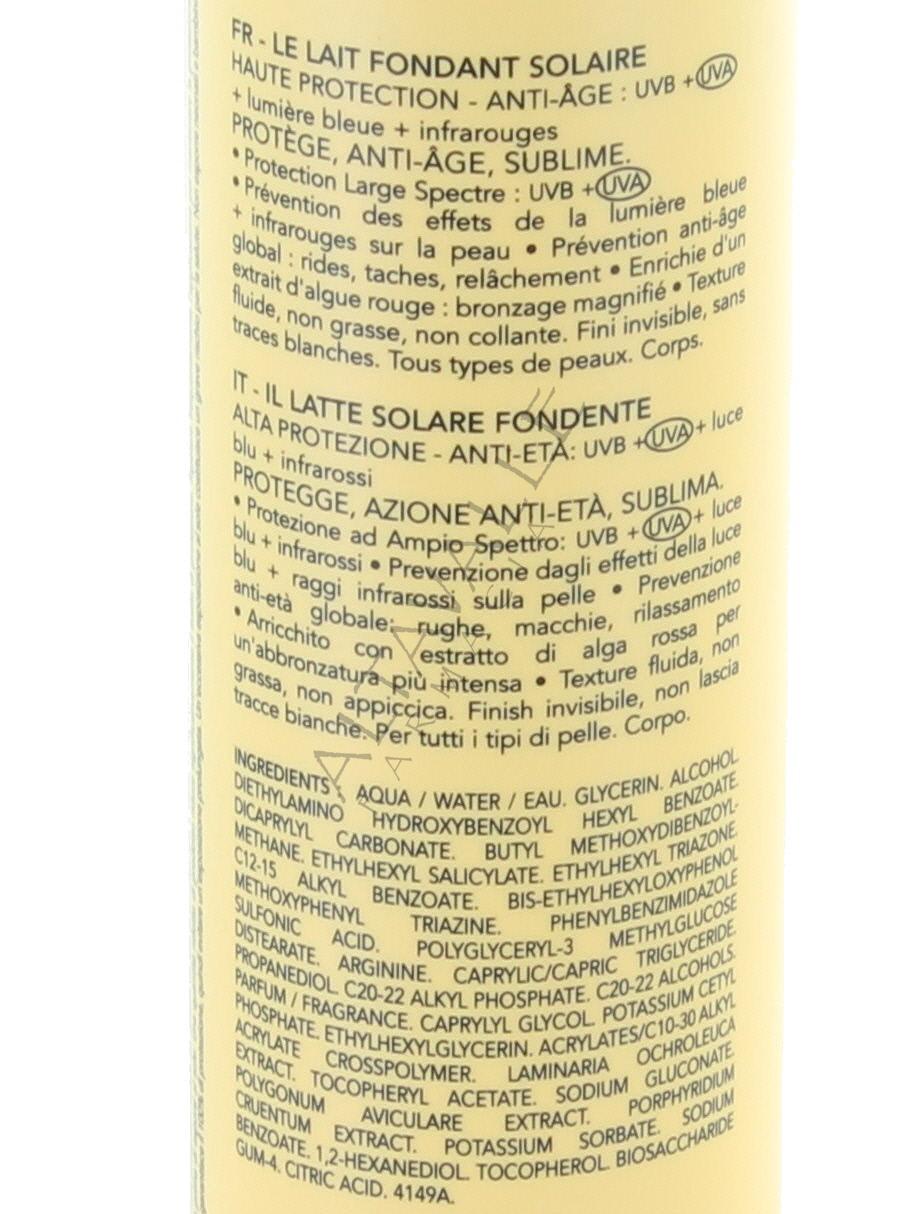 FR - LE LAIT FONDANT SOLAIRE
HAUTE PROTECTION - ANTI-ÂGE : UVB + UVA
+ lumière bleue + infrarouges
PROTÈGE, ANTI-ÂGE, SUBLIME.
• Protection Large Spectre : UVB + UVA
• Prévention des effets de la lumière bleue
+ infrarouges sur la peau • Prévention anti-âge
global : rides, taches, relâchement • Enrichie d'un
extrait d'algue rouge : bronzage magnifié • Texture
fluide, non grasse, non collante. Fini invisible, sans
traces blanches. Tous types de peaux. Corps.
IT - IL LATTE SOLARE FONDENTE
ALTA PROTEZIONE - ANTI-ETÀ: UVB + UVA + luce
blu + infrarossi
PROTEGGE, AZIONE ANTI-ETÀ, SUBLIMA.
• Protezione ad Ampio Spettro: UVB + UVA + luce
blu + infrarossi • Prevenzione dagli effetti della luce
blu + raggi infrarossi sulla pelle • Prevenzione
anti-età globale: rughe, macchie, rilassamento
• Arricchito con estratto di alga rossa per
un'abbronzatura più intensa • Texture fluida, non
grassa, non appiccica. Finish invisibile, non lascia
tracce bianche. Per tutti i tipi di pelle. Corpo.
INGREDIENTS : AQUA / WATER / EAU. GLYCERIN. ALCOHOL.
DIETHYLAMINO HYDROXYBENZOYL HEXYL BENZOATE.
DICAPRYLYL CARBONATE. BUTYL METHOXYDIBENZOYL-
METHANE. ETHYLHEXYL SALICYLATE. ETHYLHEXYL TRIAZONE.
C12-15 ALKYL BENZOATE. BIS-ETHYLHEXYLOXYPHENOL
METHOXYPHENYL TRIAZINE. PHENYLBENZIMIDAZOLE
SULFONIC ACID. POLYGLYCERYL-3 METHYLGLUCOSE
DISTEARATE. ARGININE. CAPRYLIC/CAPRIC TRIGLYCERIDE.
PROPANEDIOL. C20-22 ALKYL PHOSPHATE. C20-22 ALCOHOLS.
PARFUM / FRAGRANCE. CAPRYLYL GLYCOL. POTASSIUM CETYL
PHOSPHATE. ETHYLHEXYLGLYCERIN. ACRYLATES/C10-30 ALKYL
ACRYLATE CROSSPOLYMER. LAMINARIA OCHROLEUCA
EXTRACT. TOCOPHERYL ACETATE. SODIUM GLUCONATE.
POLYGONUM AVICULARE EXTRACT. PORPHYRIDIUM
CRUENTUM EXTRACT. POTASSIUM SORBATE. SODIUM
BENZOATE. 1,2-HEXANEDIOL. TOCOPHEROL. BIOSACCHARIDE
GUM-4. CITRIC ACID. 4149A.